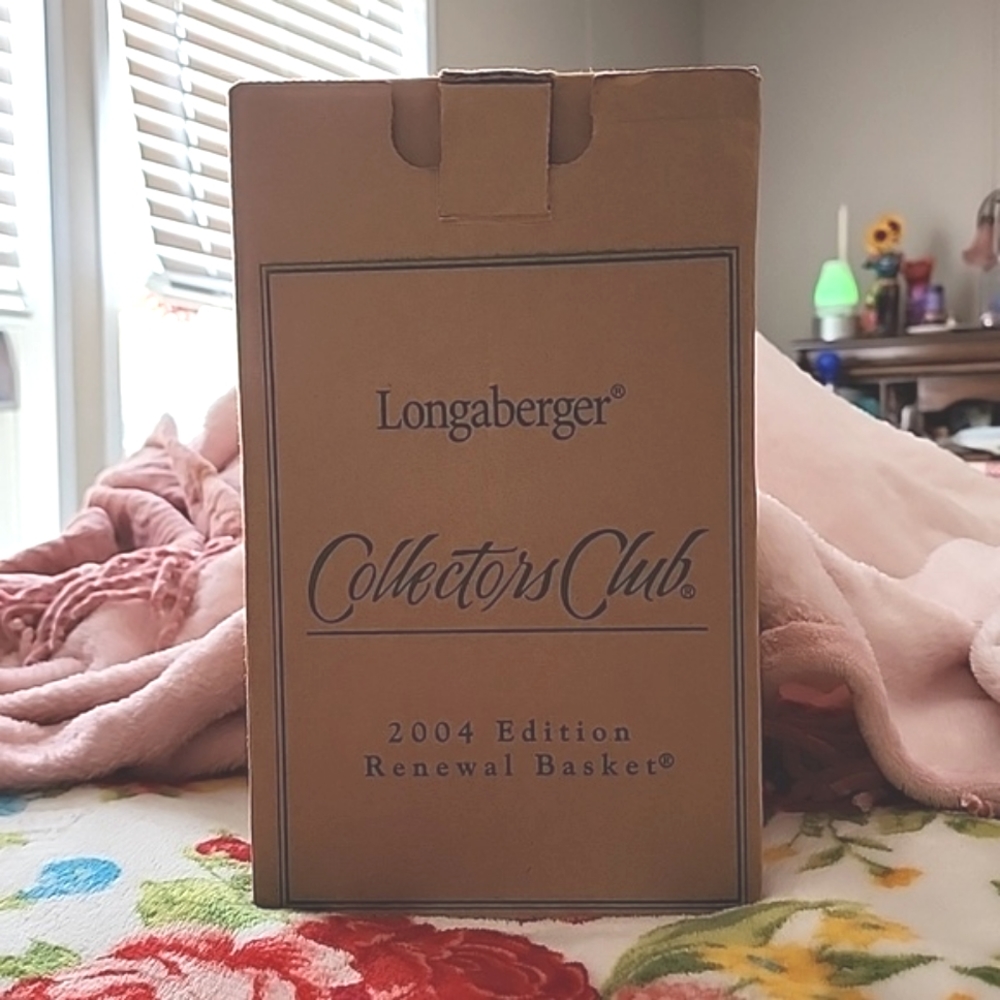 Longaberger®
Collectors Club®
2004 Edition
Renewal Basket®